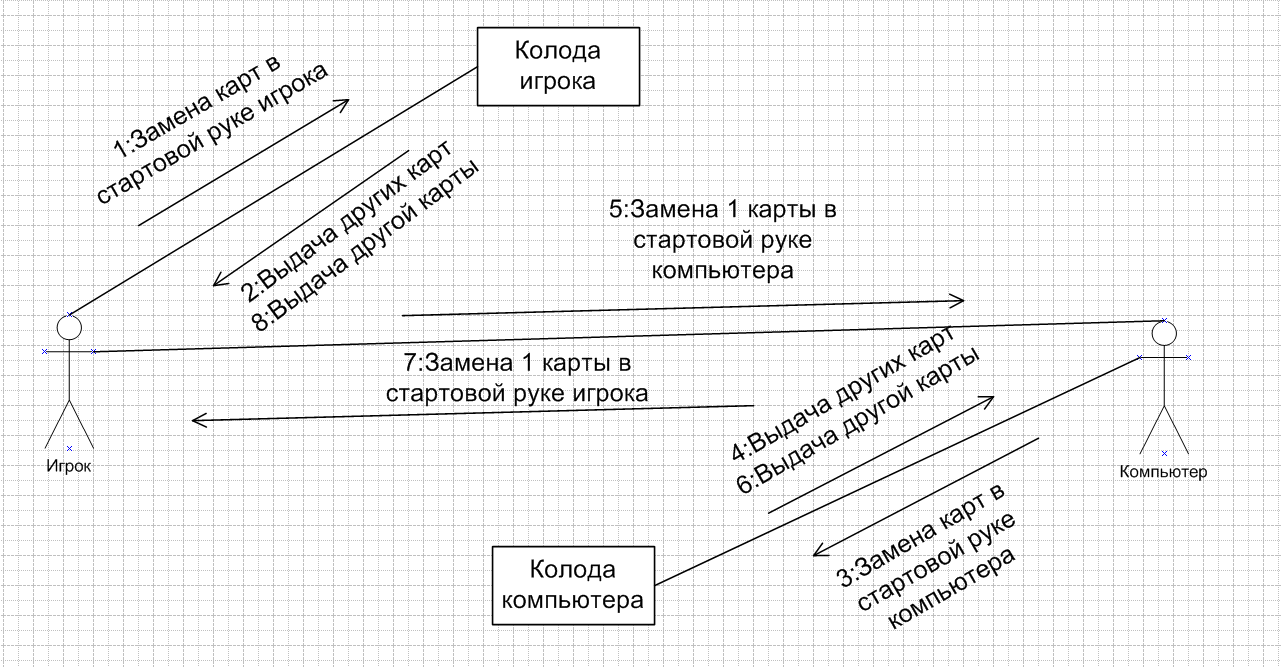 Колода
игрока
1:Замена карт в
стартовой руке игрока
2:Выдача других карт
8:Выдача другой карты
5:Замена 1 карты в
стартовой руке
компьютера
7:Замена 1 карты в
стартовой руке игрока
4:Выдача других карт
6:Выдача другой карты
Игрок
Компьютер
3:Замена карт в
стартовой руке
компьютера
Колода
компьютера